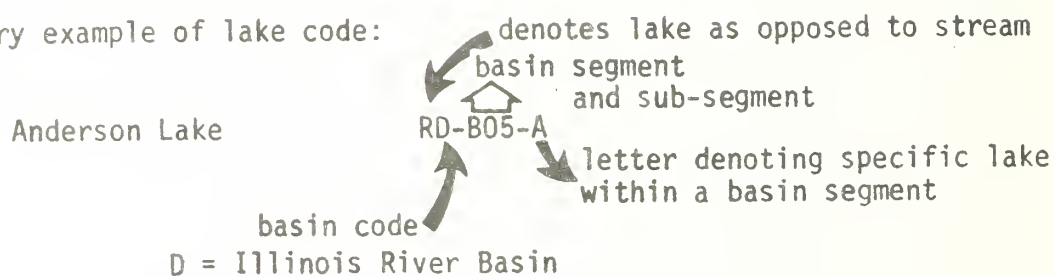 ry example of lake code: denotes lake as opposed to stream
basin segment
and sub-segment
Anderson Lake RD-B05-A
letter denoting specific lake
within a basin segment
basin code
D = Illinois River Basin